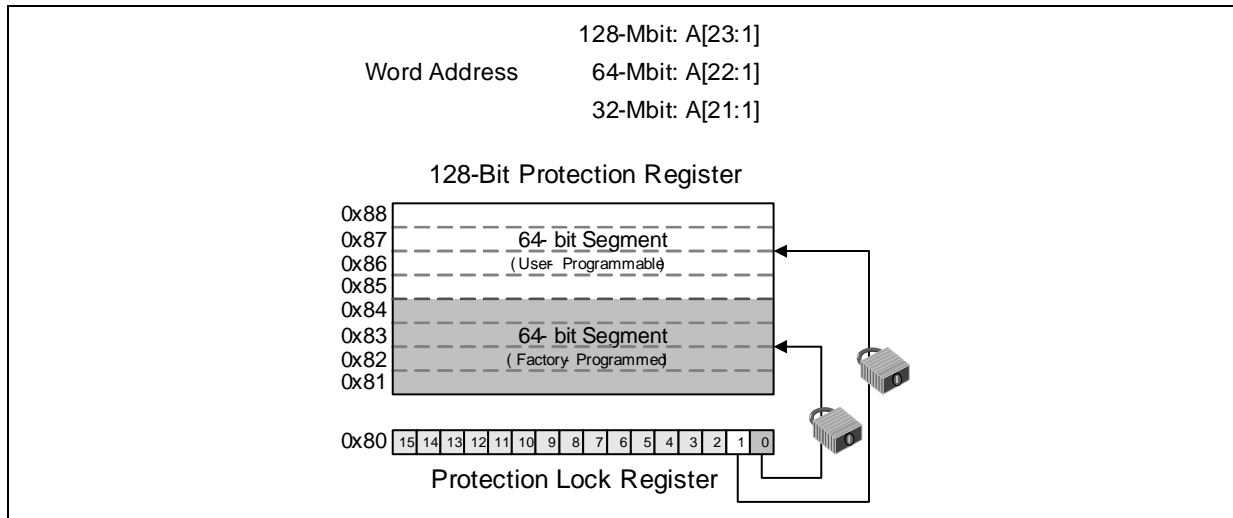 128-Mbit: A[23:1]
Word Address 64-Mbit: A[22:1]
32-Mbit: A[21:1]
128-Bit Protection Register
0x88
0x87 64- bit Segment
0x86 (User- Programmable)
0x85
0x84
0x83 64- bit Segment
0x82 (Factory- Programmed)
0x81
0x80 15 14 13 12 11 10 9 8 7 6 5 4 3 2 1 0
Protection Lock Register